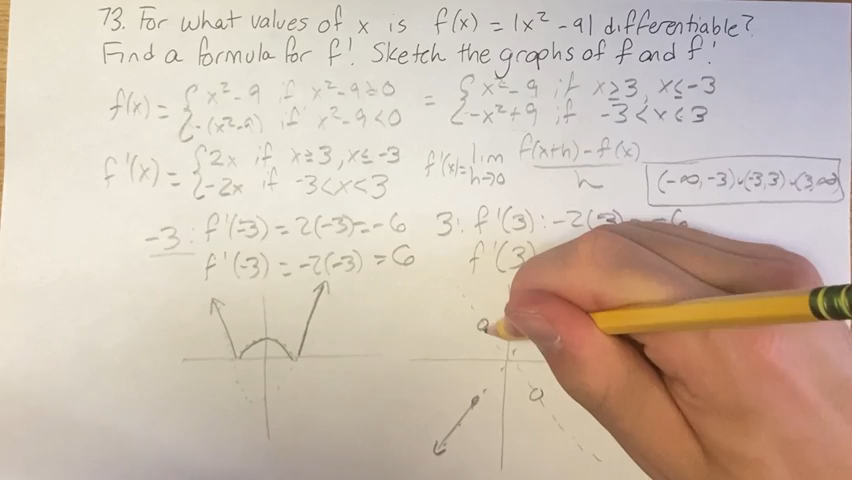 73. For what values of x is f(x) = |x² - 9| differentiable?
Find a formula for f'. Sketch the graphs of f and f'.
f(x) = { x² - 9 if x² - 9 ≥ 0 = { x² - 9 if x ≥ 3, x ≤ -3
-(x² - 9) if x² - 9 < 0 -x² + 9 if -3 < x < 3
f'(x) = { 2x if x ≥ 3, x ≤ -3 f'(x) = lim h→0 f(x+h) - f(x) / h
-2x if -3 < x < 3 (-∞, -3) ∪ (-3, 3) ∪ (3, ∞)
-3: f'(-3) = 2(-3) = -6 3: f'(3):
f'(-3) = -2(-3) = 6 f'(3)